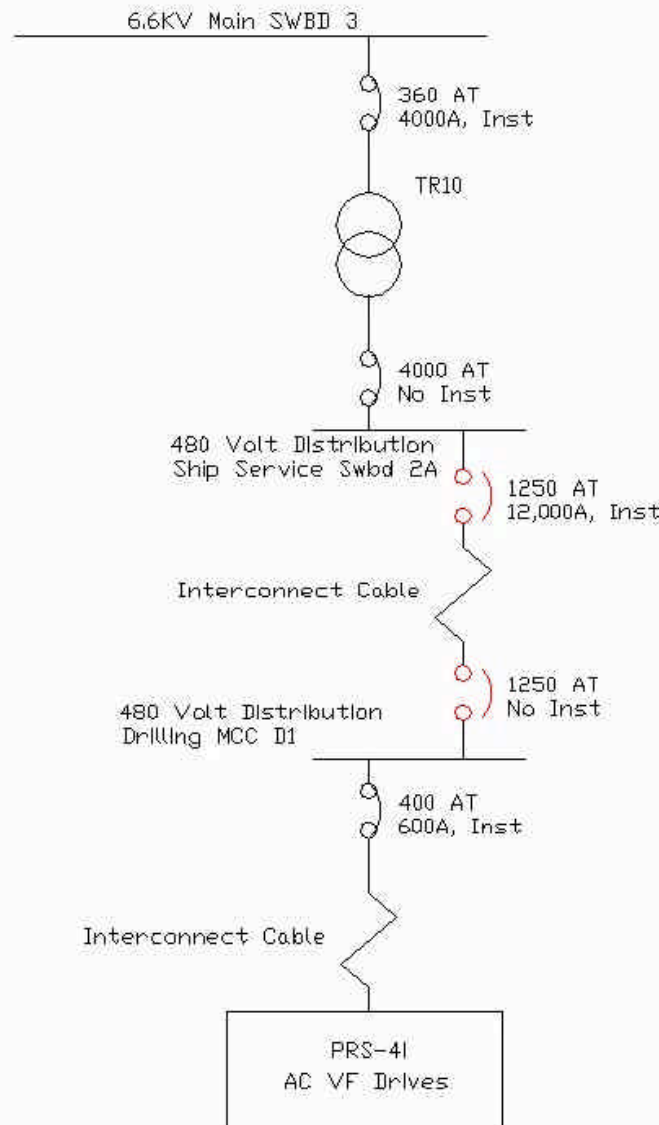 6.6KV Main SWBD 3
360 AT
4000A, Inst
TR10
4000 AT
No Inst
480 Volt Distribution
Ship Service Swbd 2A
1250 AT
12,000A, Inst
Interconnect Cable
1250 AT
No Inst
480 Volt Distribution
Drilling MCC D1
400 AT
600A, Inst
Interconnect Cable
PRS-4I
AC VF Drives